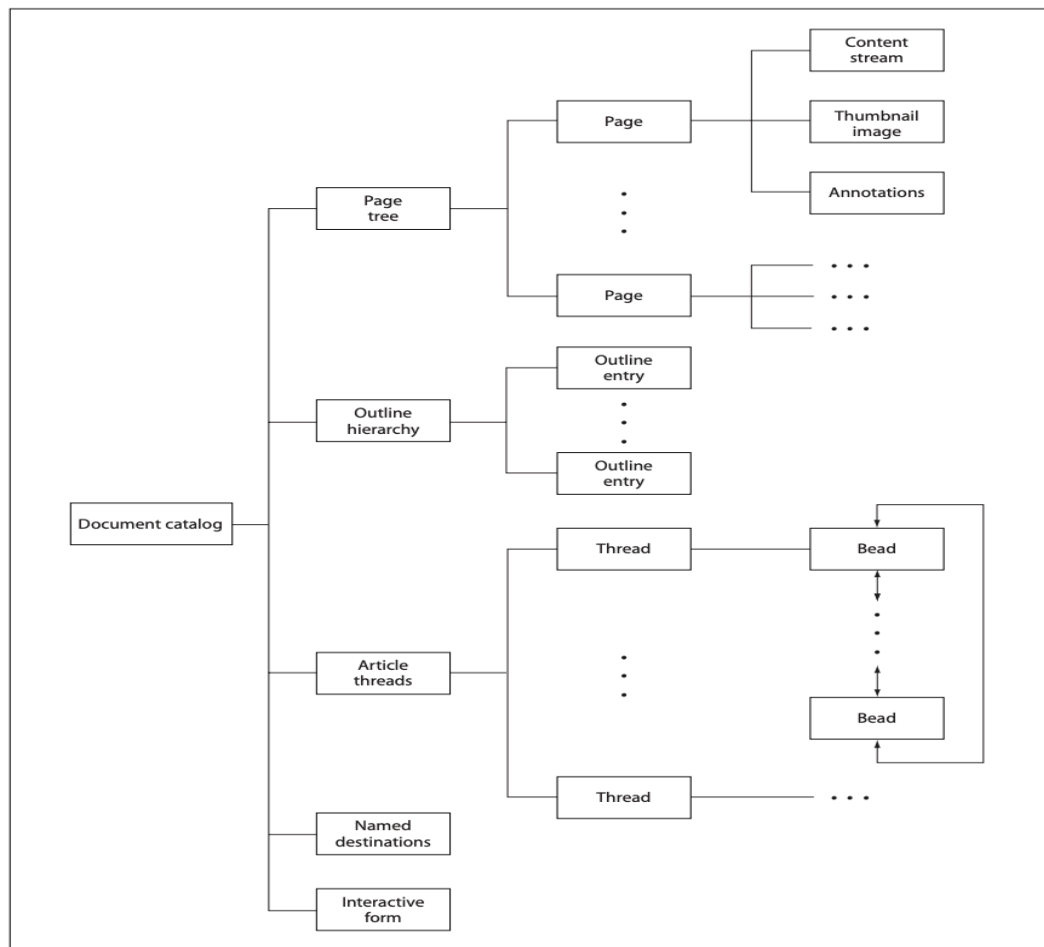 Content
stream
Page
Thumbnail
image
Page
tree
Annotations
Page
Outline
entry
Outline
hierarchy
Outline
entry
Document catalog
Thread
Bead
Article
threads
Bead
Thread
Named
destinations
Interactive
form